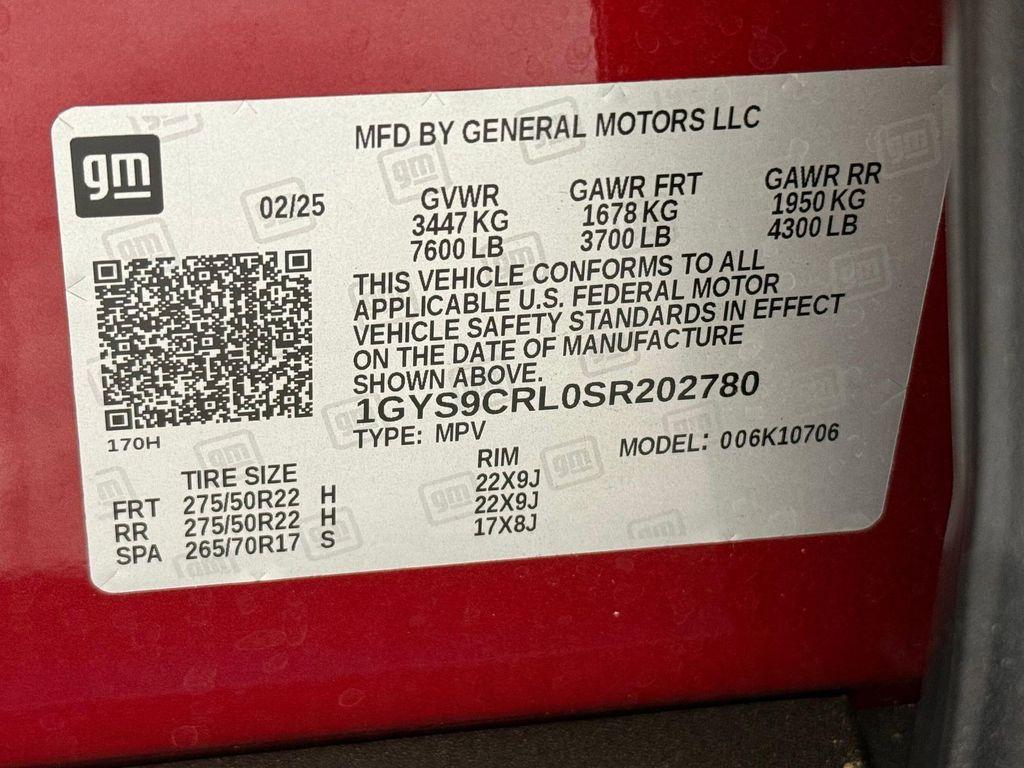 gm
MFD BY GENERAL MOTORS LLC
02/25
GVWR
3447 KG
7600 LB
GAWR FRT
1678 KG
3700 LB
GAWR RR
1950 KG
4300 LB
THIS VEHICLE CONFORMS TO ALL
APPLICABLE U.S. FEDERAL MOTOR
VEHICLE SAFETY STANDARDS IN EFFECT
ON THE DATE OF MANUFACTURE
SHOWN ABOVE.
1GYS9CRL0SR202780
170H
TYPE: MPV
MODEL: 006K10706
TIRE SIZE RIM
FRT 275/50R22 H 22X9J
RR 275/50R22 H 22X9J
SPA 265/70R17 S 17X8J